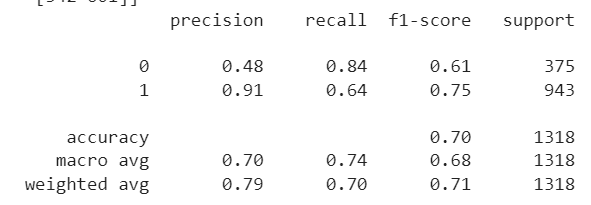 precision recall f1-score support
0 0.48 0.84 0.61 375
1 0.91 0.64 0.75 943
accuracy 0.70 1318
macro avg 0.70 0.74 0.68 1318
weighted avg 0.79 0.70 0.71 1318